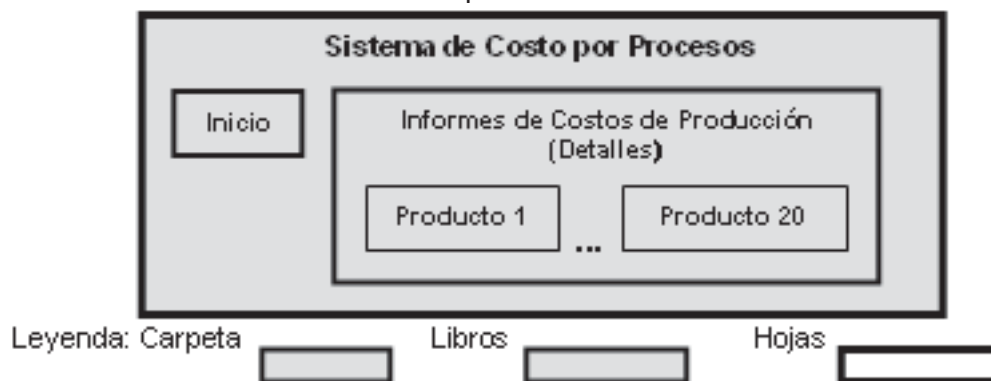 Sistema de Costo por Procesos
Inicio
Informes de Costos de Producción
(Detalles)
Producto 1
...
Producto 20
Leyenda: Carpeta
Libros
Hojas